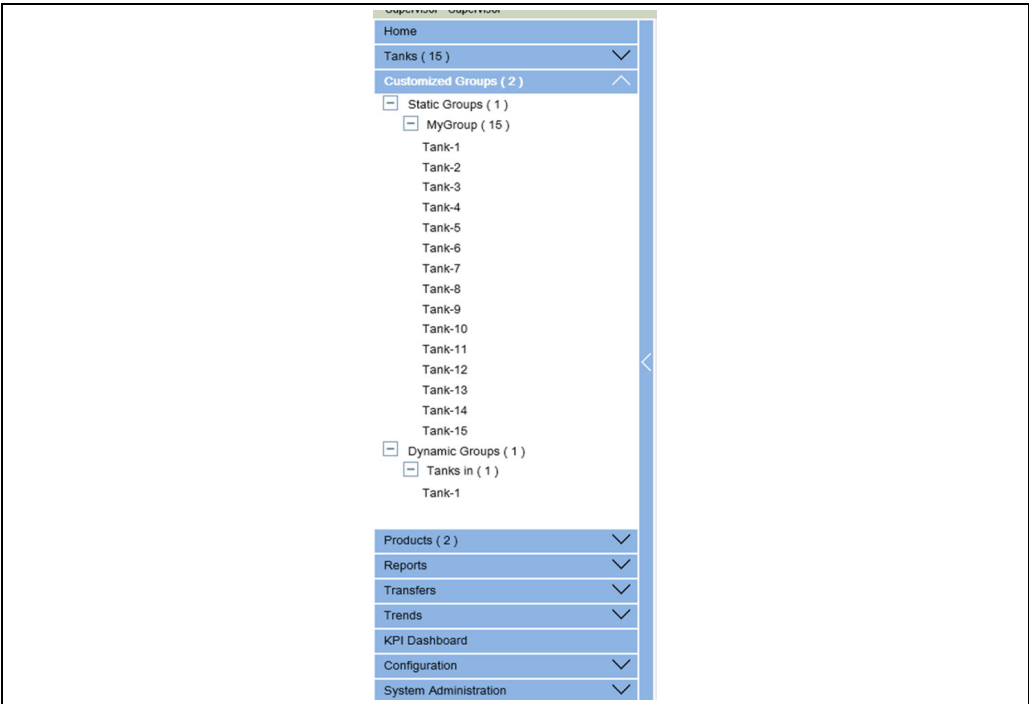 Supervisor - Supervisor
Home
Tanks ( 15 )
Customized Groups ( 2 )
Static Groups ( 1 )
MyGroup ( 15 )
Tank-1
Tank-2
Tank-3
Tank-4
Tank-5
Tank-6
Tank-7
Tank-8
Tank-9
Tank-10
Tank-11
Tank-12
Tank-13
Tank-14
Tank-15
Dynamic Groups ( 1 )
Tanks in ( 1 )
Tank-1
Products ( 2 )
Reports
Transfers
Trends
KPI Dashboard
Configuration
System Administration